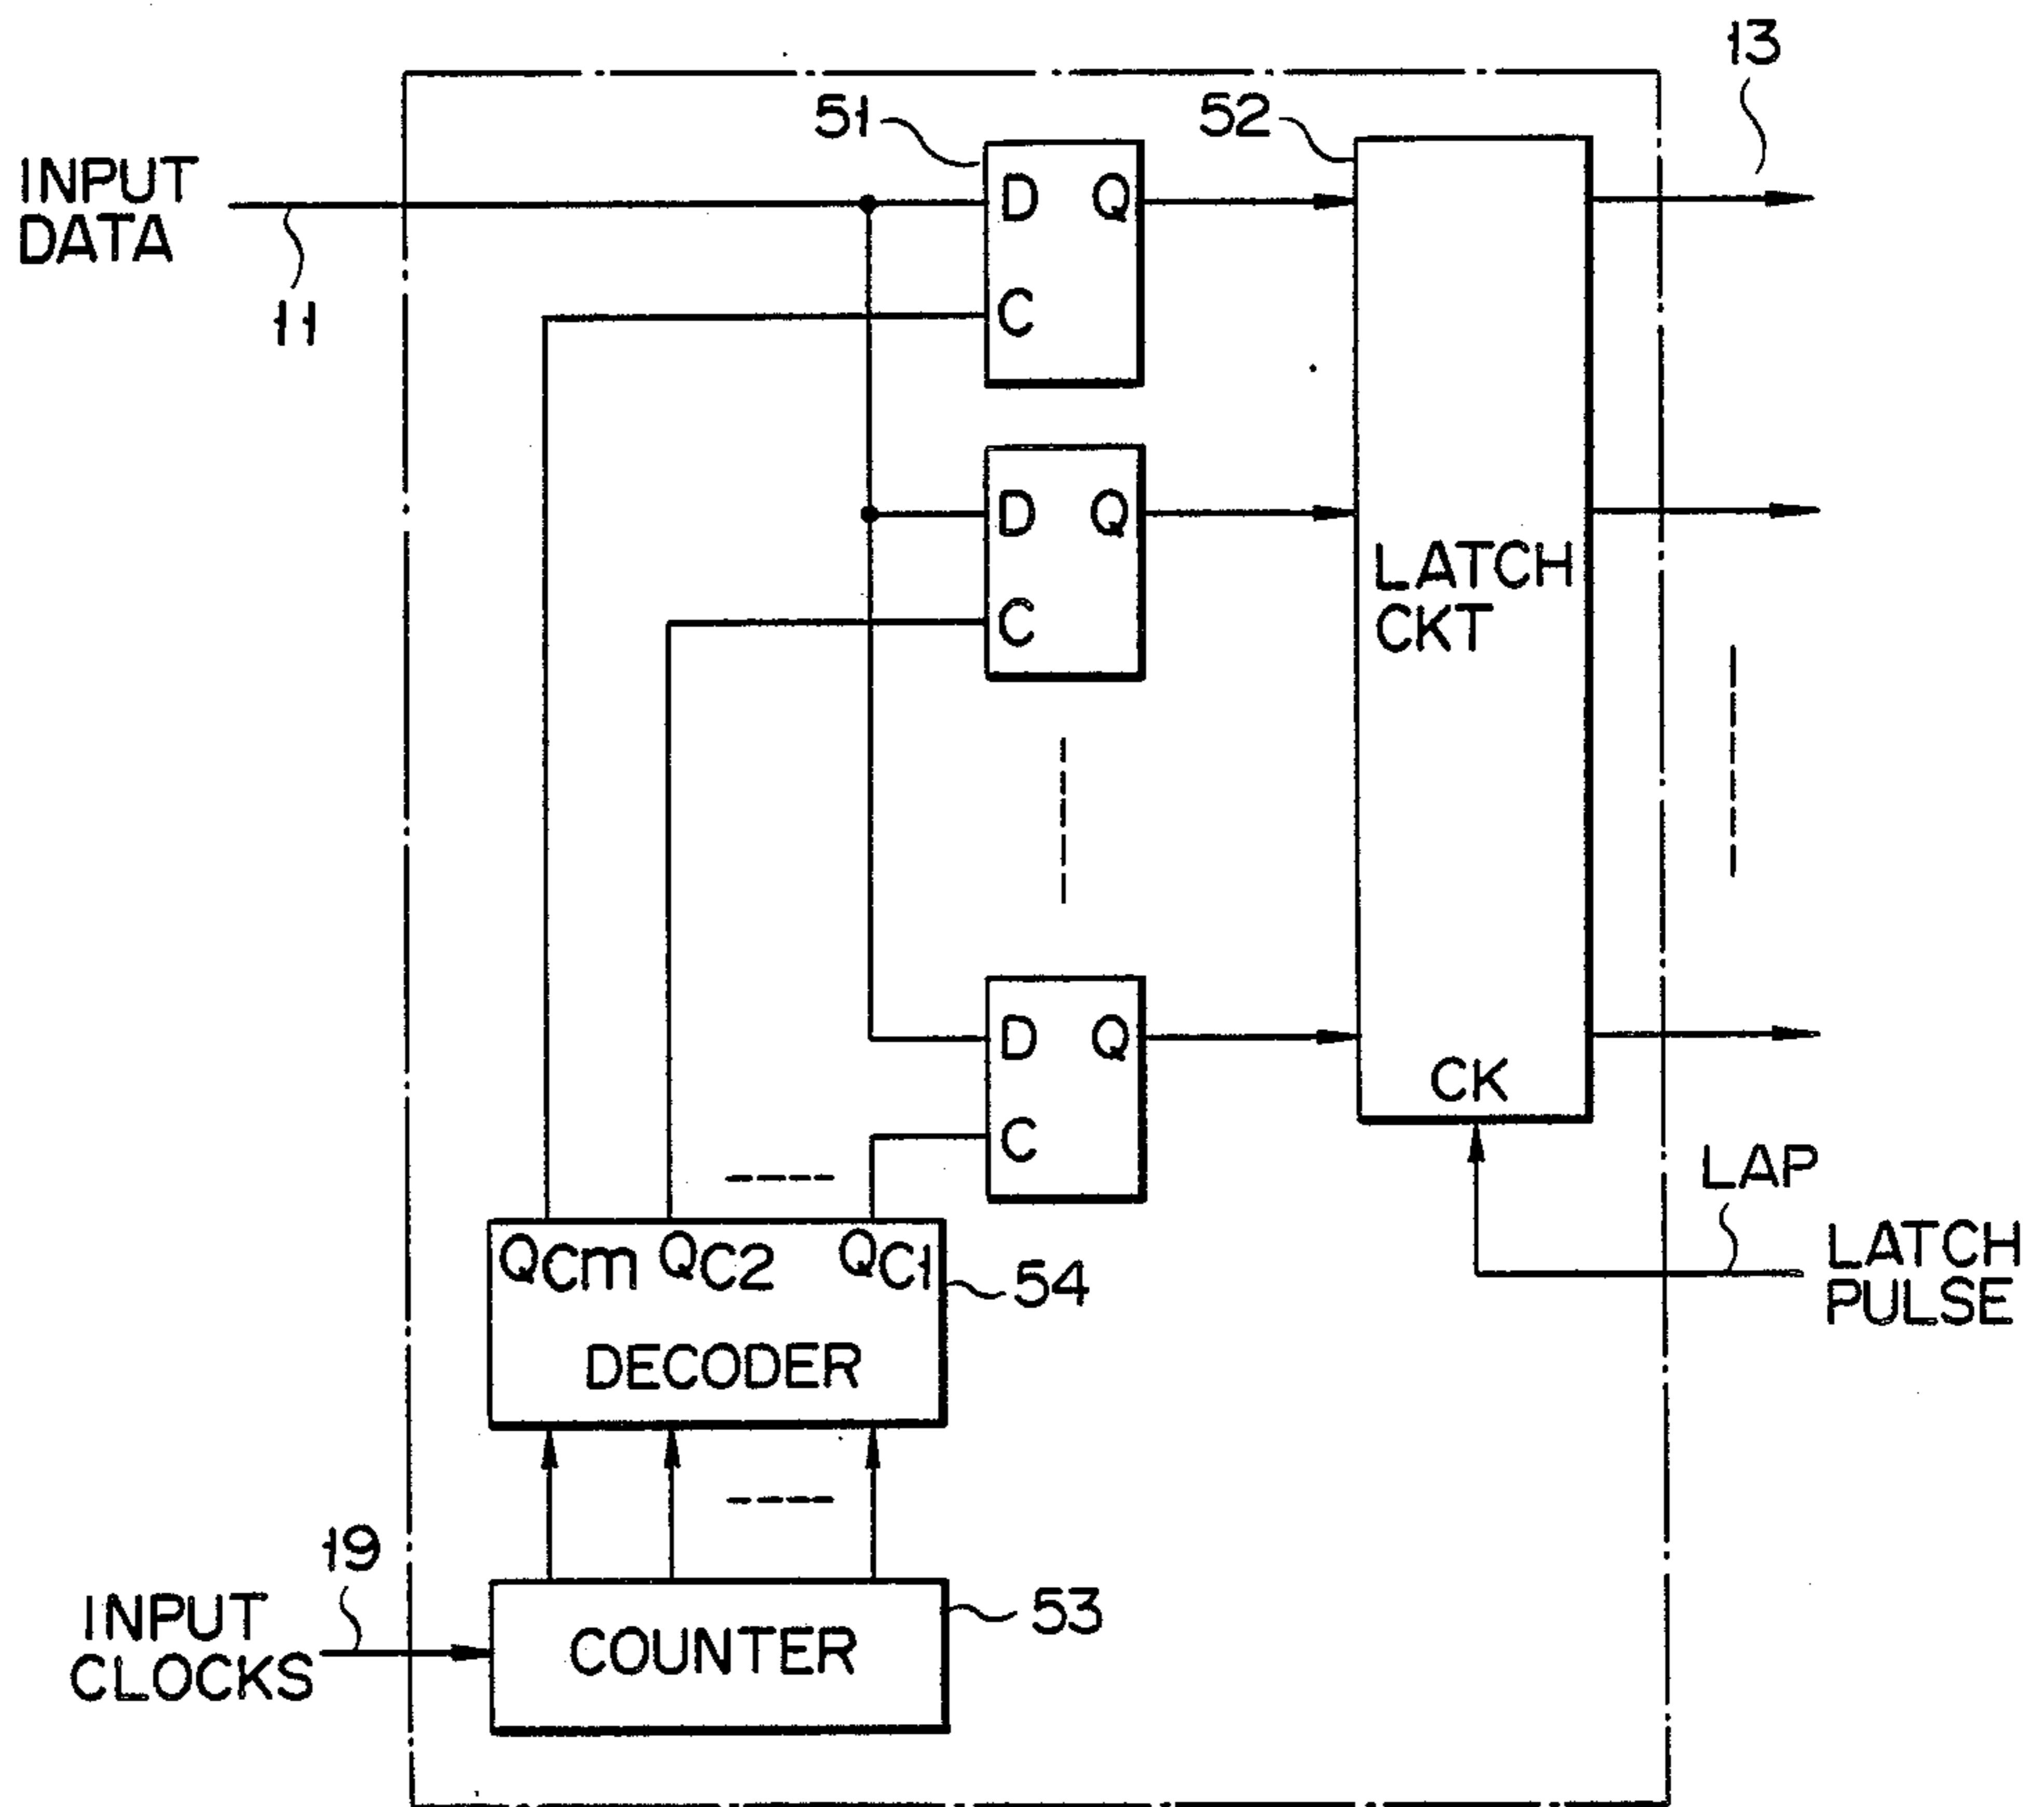 13
51
52
INPUT
DATA
11
D Q
C
D Q
C
LATCH
CKT
D Q
C
CK
LAP
LATCH
PULSE
QCm QC2 QC1
54
DECODER
19
INPUT
CLOCKS
COUNTER
53